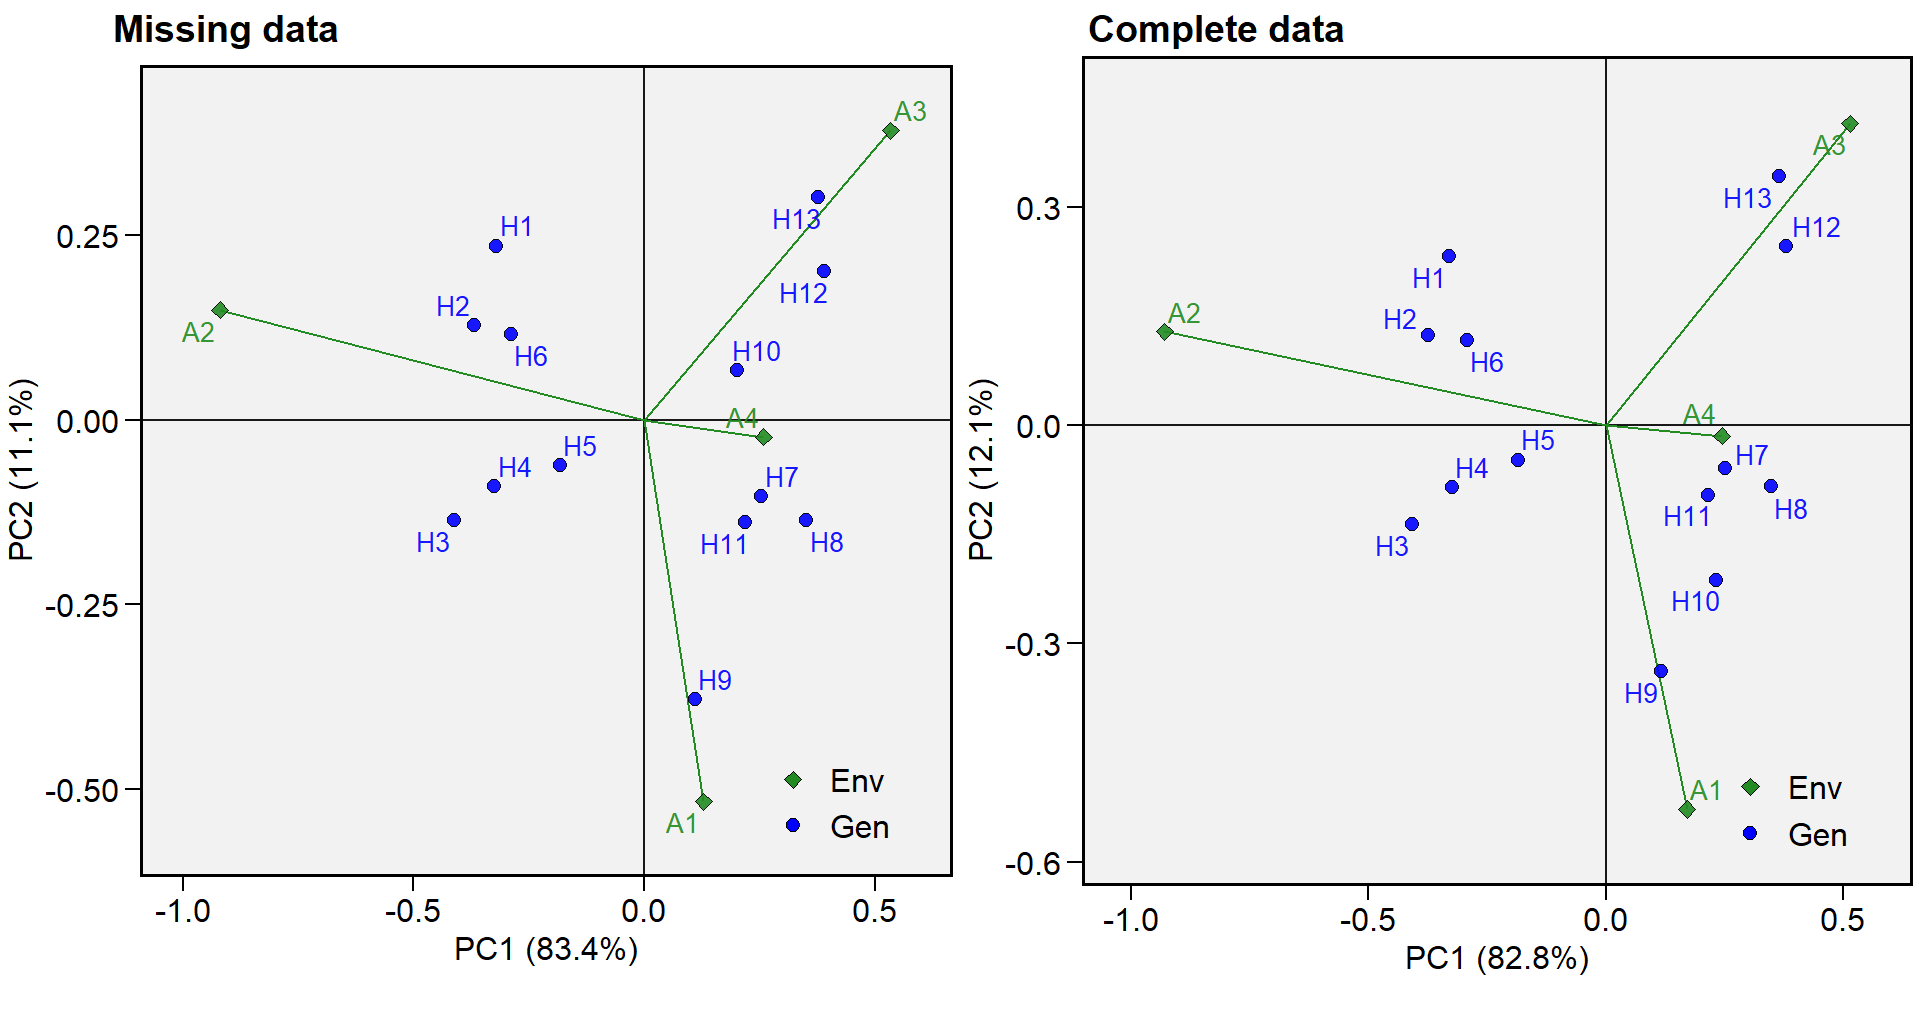 Missing data
A3
H13
H1
H12
H2
A2
H6
H10
A4
H5
H4
H7
H3
H11
H8
H9
A1
Env
Gen
0.25
0.00
-0.25
-0.50
-1.0
-0.5
0.0
0.5
PC1 (83.4%)
PC2 (11.1%)
Complete data
A3
H13
H12
H1
A2
H2
H6
A4
H5
H7
H4
H8
H11
H3
H10
H9
A1
Env
Gen
0.3
0.0
-0.3
-0.6
-1.0
-0.5
0.0
0.5
PC1 (82.8%)
PC2 (12.1%)